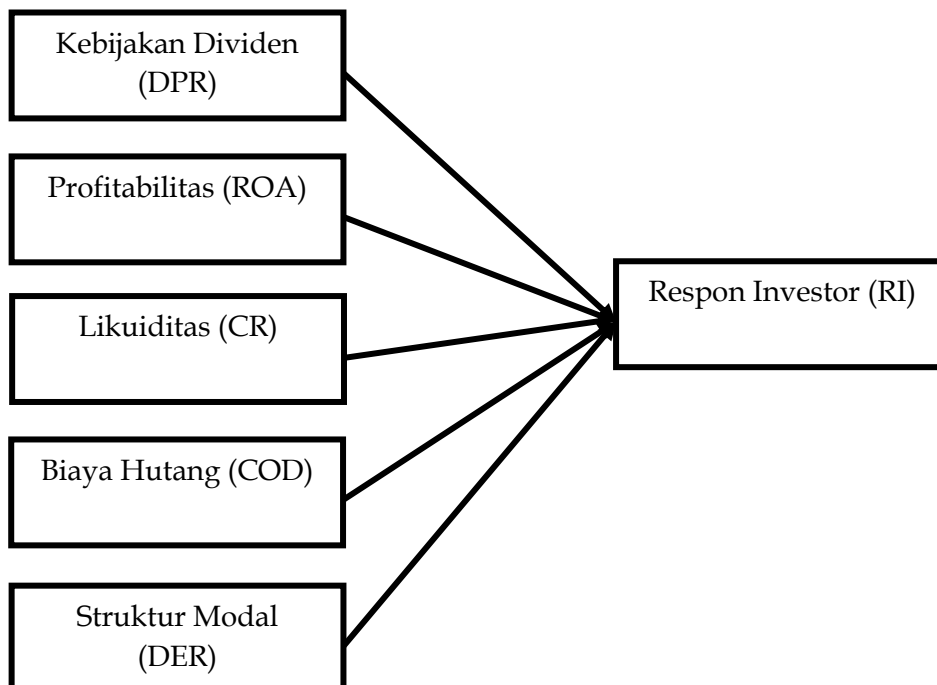 Kebijakan Dividen
(DPR)
Profitabilitas (ROA)
Likuiditas (CR)
Biaya Hutang (COD)
Struktur Modal
(DER)
Respon Investor (RI)